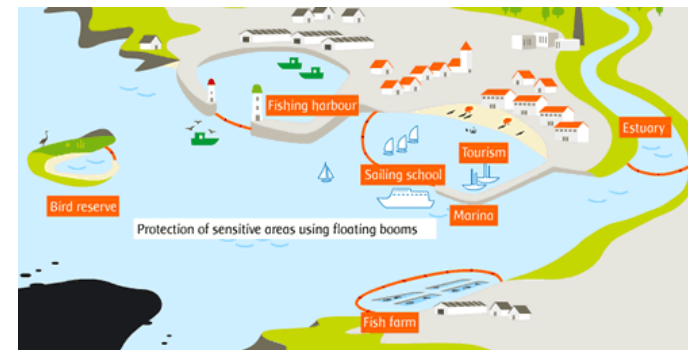 Fishing harbour
Estuary
Tourism
Sailing school
Bird reserve
Marina
Protection of sensitive areas using floating booms
Fish farm